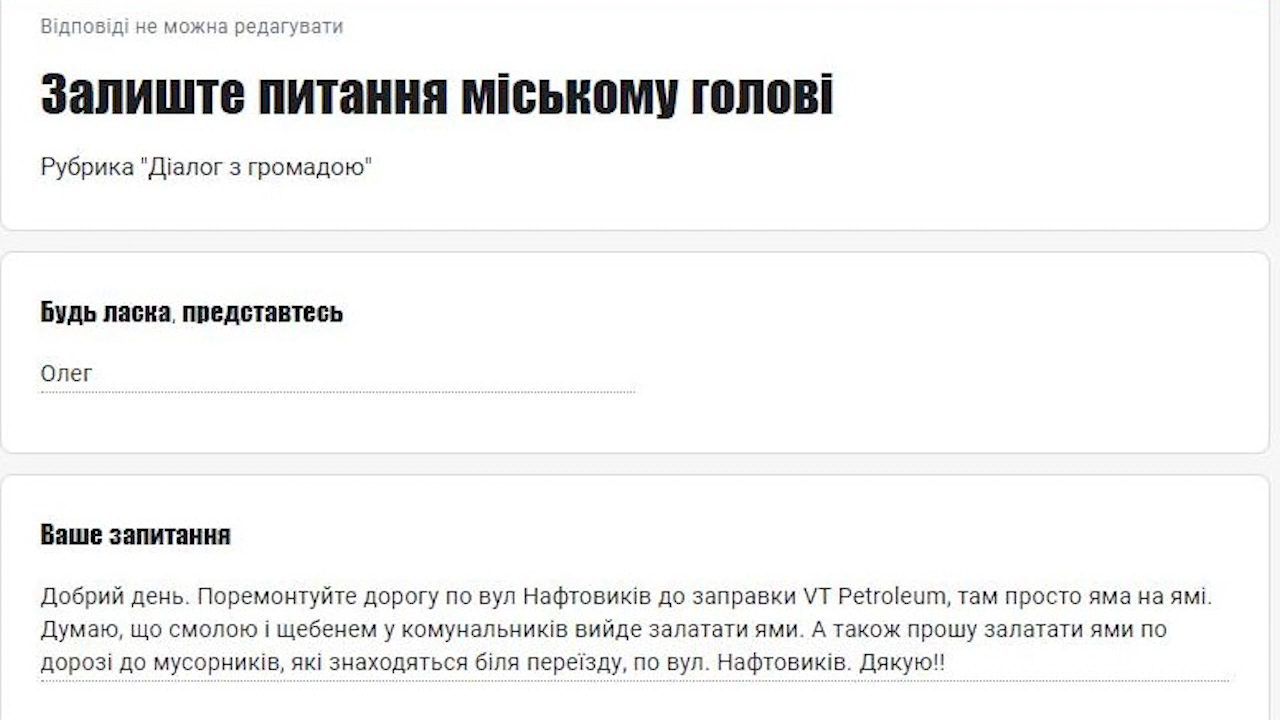 Відповіді не можна редагувати
Залиште питання міському голові
Рубрика "Діалог з громадою"
Будь ласка, представтесь
Олег
Ваше запитання
Добрий день. Поремонтуйте дорогу по вул Нафтовиків до заправки VT Petroleum, там просто яма на ямі.
Думаю, що смолою і щебенем у комунальників вийде залатати ями. А також прошу залатати ями по
дорозі до мусорників, які знаходяться біля переїзду, по вул. Нафтовиків. Дякую!!